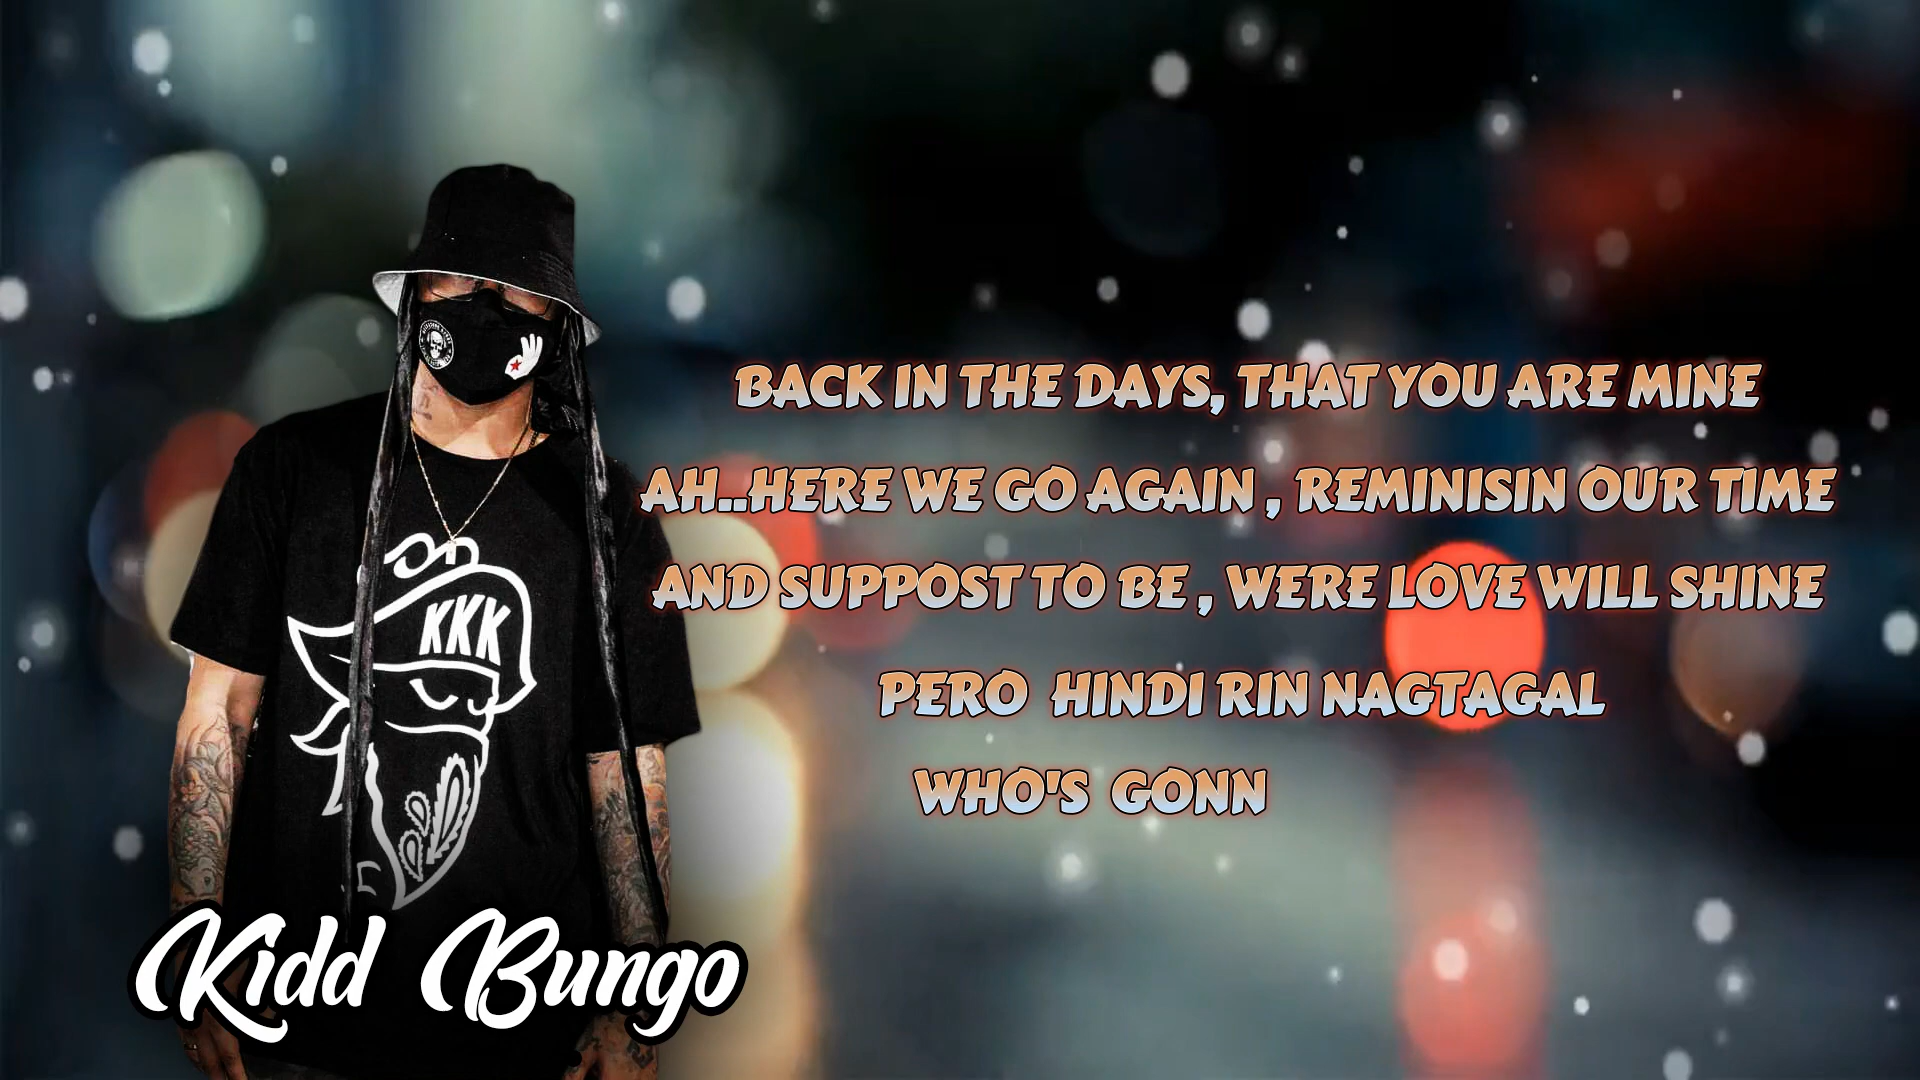 BACK IN THE DAYS, THAT YOU ARE MINE
AH..HERE WE GO AGAIN , REMINISIN OUR TIME
AND SUPPOST TO BE , WERE LOVE WILL SHINE
PERO HINDI RIN NAGTAGAL
WHO'S GONN
KKK
Kidd Bungo